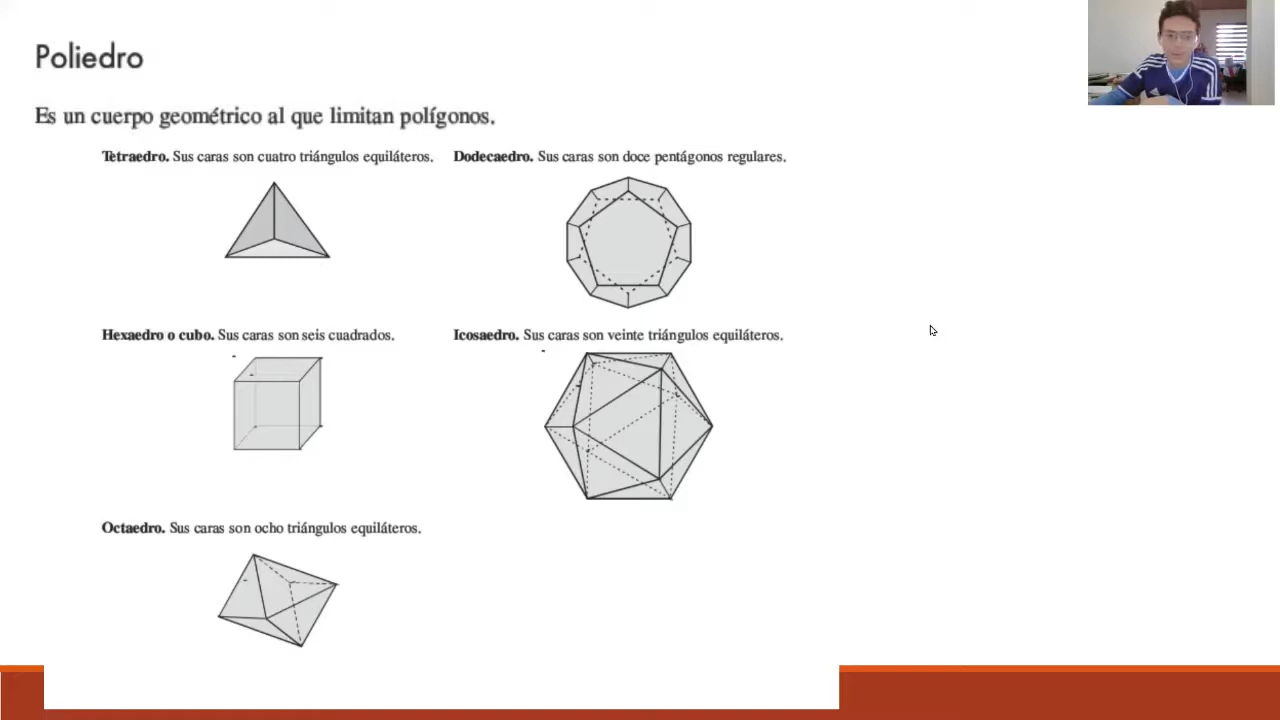 Poliedro
Es un cuerpo geométrico al que limitan polígonos.
Tetraedro. Sus caras son cuatro triángulos equiláteros.
Dodecaedro. Sus caras son doce pentágonos regulares.
Hexaedro o cubo. Sus caras son seis cuadrados.
Icosaedro. Sus caras son veinte triángulos equiláteros.
Octaedro. Sus caras son ocho triángulos equiláteros.